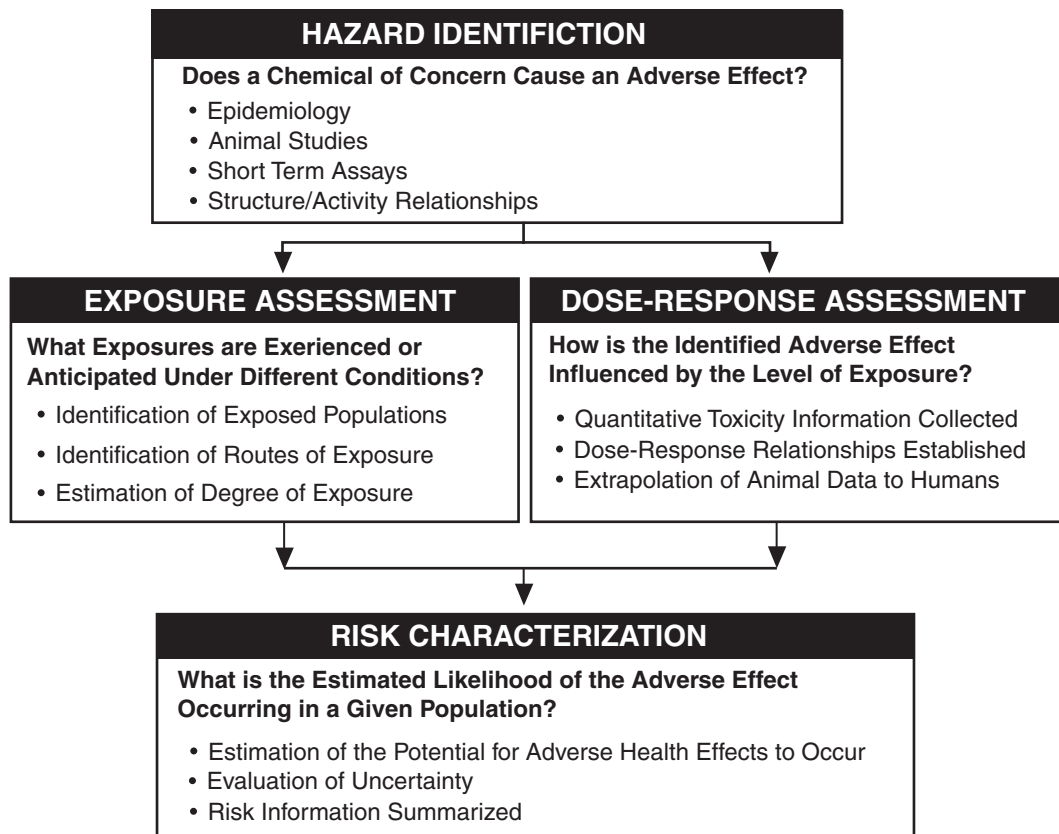 HAZARD IDENTIFICTION
Does a Chemical of Concern Cause an Adverse Effect?
• Epidemiology
• Animal Studies
• Short Term Assays
• Structure/Activity Relationships
EXPOSURE ASSESSMENT
What Exposures are Exerienced or
Anticipated Under Different Conditions?
• Identification of Exposed Populations
• Identification of Routes of Exposure
• Estimation of Degree of Exposure
DOSE-RESPONSE ASSESSMENT
How is the Identified Adverse Effect
Influenced by the Level of Exposure?
• Quantitative Toxicity Information Collected
• Dose-Response Relationships Established
• Extrapolation of Animal Data to Humans
RISK CHARACTERIZATION
What is the Estimated Likelihood of the Adverse Effect
Occurring in a Given Population?
• Estimation of the Potential for Adverse Health Effects to Occur
• Evaluation of Uncertainty
• Risk Information Summarized